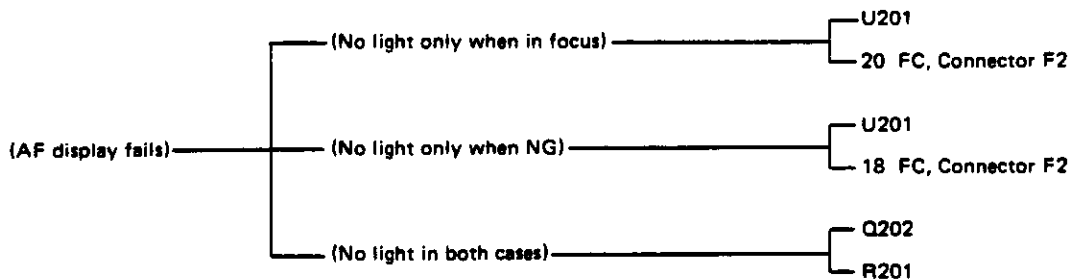 U201
(No light only when in focus)
20 FC, Connector F2
U201
(AF display fails)
(No light only when NG)
18 FC, Connector F2
Q202
(No light in both cases)
R201